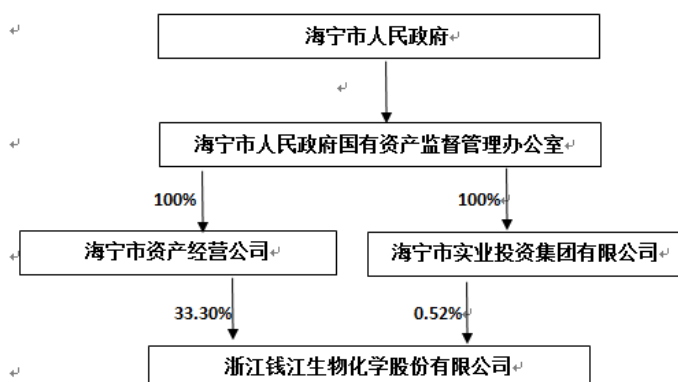 海宁市人民政府
海宁市人民政府国有资产监督管理办公室
100% 100%
海宁市资产经营公司 海宁市实业投资集团有限公司
33.30% 0.52%
浙江钱江生物化学股份有限公司